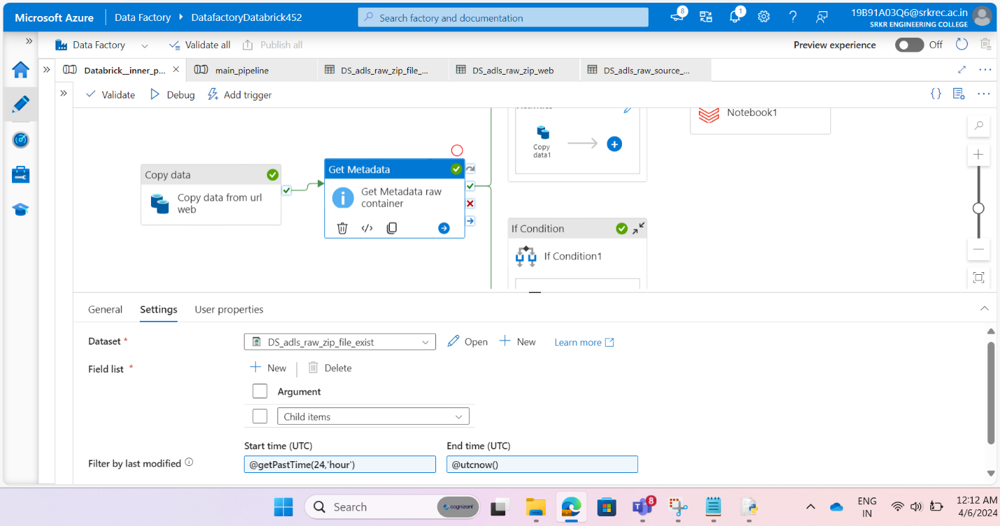 Microsoft Azure
Data Factory
DatafactoryDatabrick452
Search factory and documentation
8
1
19B91A03Q6@srkrec.ac.in
SRKR ENGINEERING COLLEGE
Data Factory
Validate all
Publish all
Preview experience
Off
Databrick__inner_p...
main_pipeline
DS_adls_raw_zip_file_...
DS_adls_raw_zip_web
DS_adls_raw_source_...
Validate
Debug
Add trigger
Notebook1
Copy
data1
Copy data
Copy data from url
web
Get Metadata
Get Metadata raw
container
If Condition
If Condition1
General
Settings
User properties
Dataset *
DS_adls_raw_zip_file_exist
Open
New
Learn more
Field list *
New
Delete
Argument
Child items
Start time (UTC)
End time (UTC)
Filter by last modified
@getPastTime(24,'hour')
@utcnow()
Search
cognizant
8
ENG
IN
12:12 AM
4/6/2024